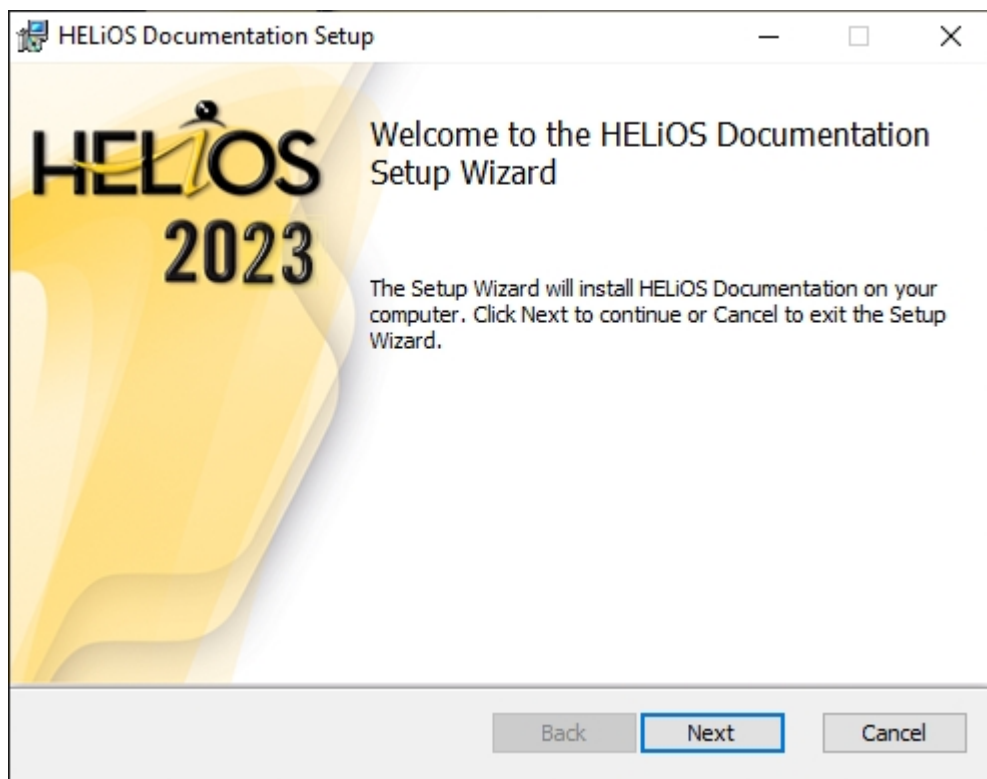 HELiOS Documentation Setup
HELiOS
2023
Welcome to the HELiOS Documentation
Setup Wizard
The Setup Wizard will install HELiOS Documentation on your
computer. Click Next to continue or Cancel to exit the Setup
Wizard.
Back
Next
Cancel